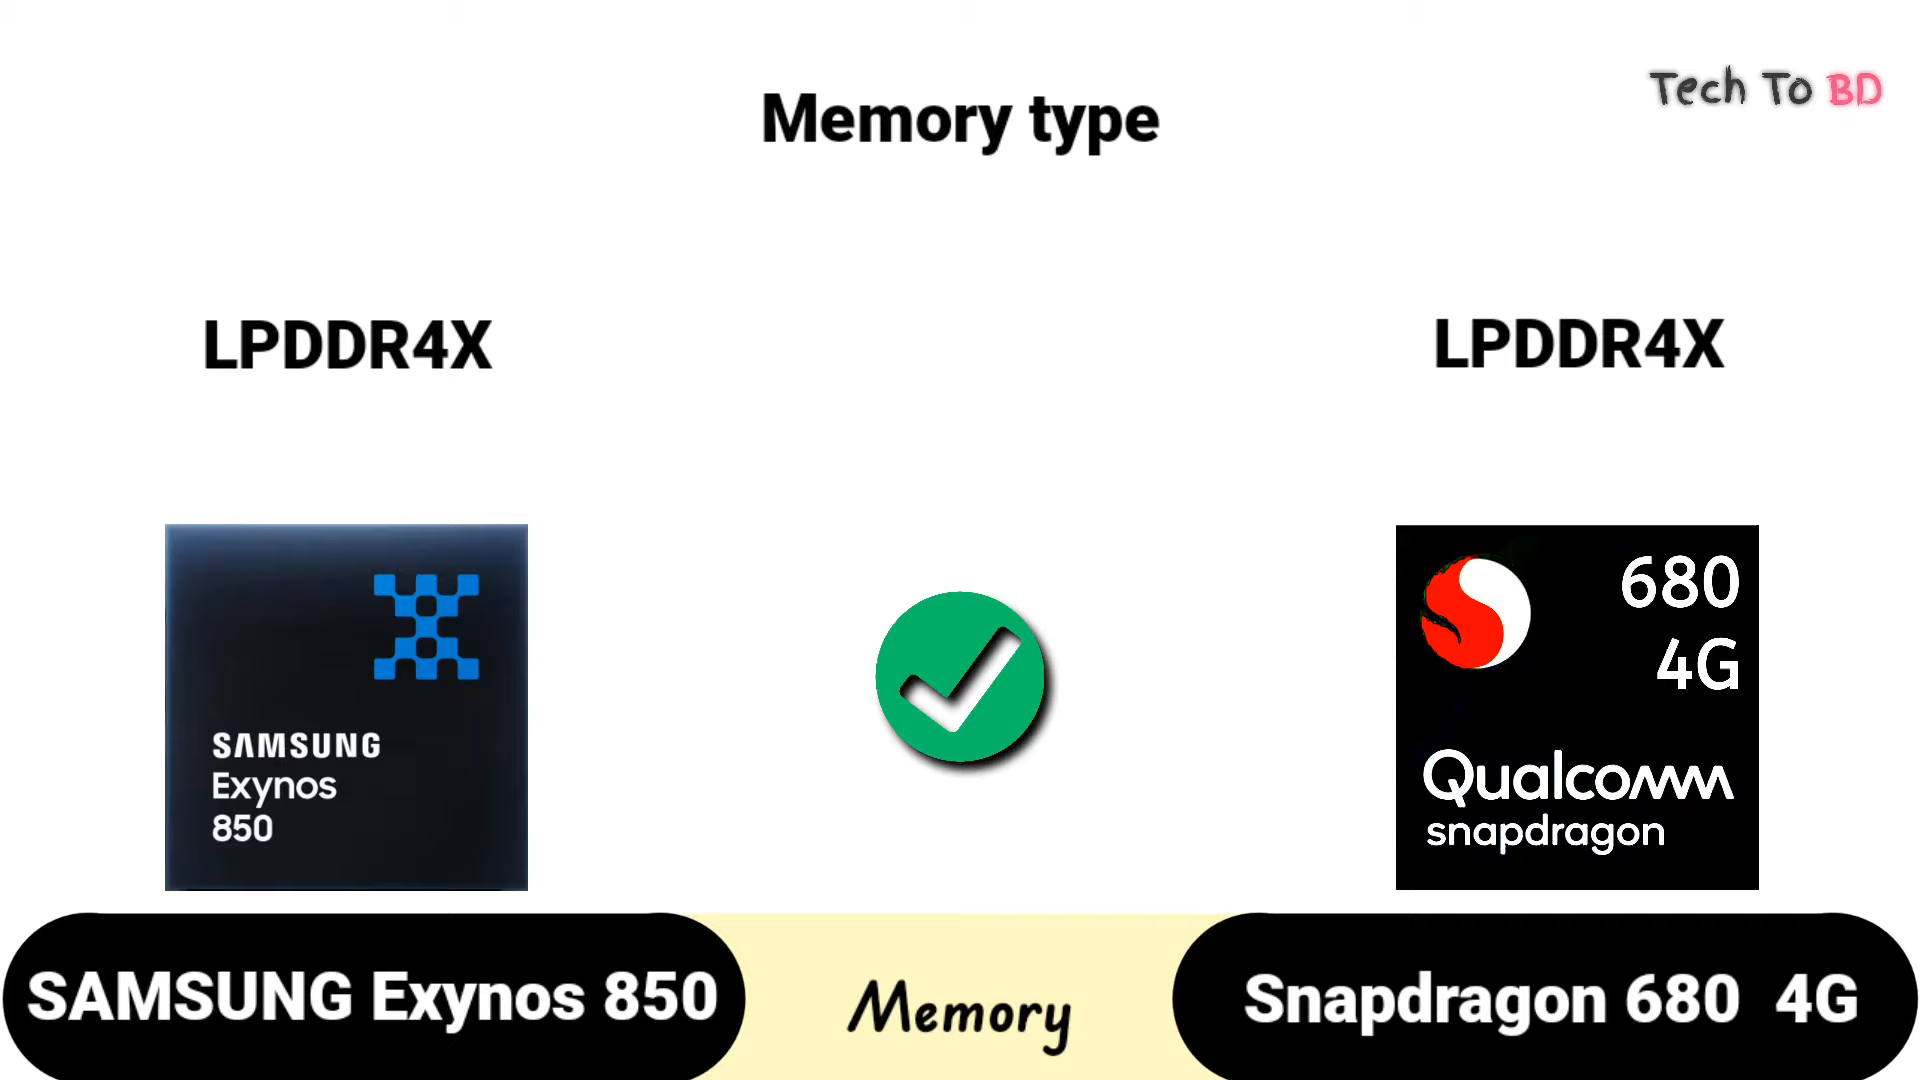 Tech To BD
Memory type
LPDDR4X
LPDDR4X
SAMSUNG
Exynos
850
680
4G
Qualcomm
snapdragon
SAMSUNG Exynos 850
Memory
Snapdragon 680 4G